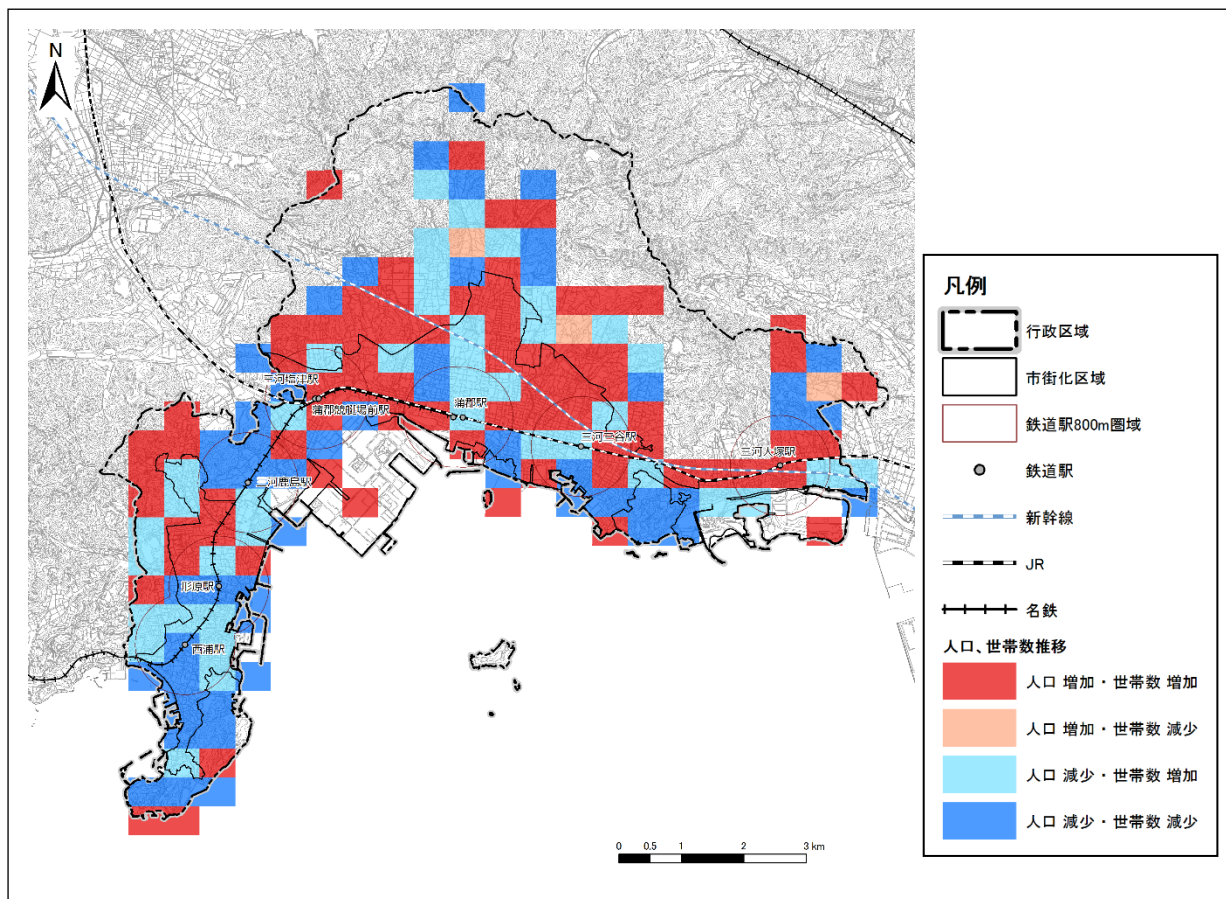 N
三河塩津駅
蒲郡競艇場前駅
蒲郡駅
三河三谷駅
三河大塚駅
三河鹿島駅
形原駅
西浦駅
0 0.5 1 2 3 km
凡例
行政区域
市街化区域
鉄道駅800m圏域
鉄道駅
新幹線
JR
名鉄
人口、世帯数推移
人口 増加・世帯数 増加
人口 増加・世帯数 減少
人口 減少・世帯数 増加
人口 減少・世帯数 減少